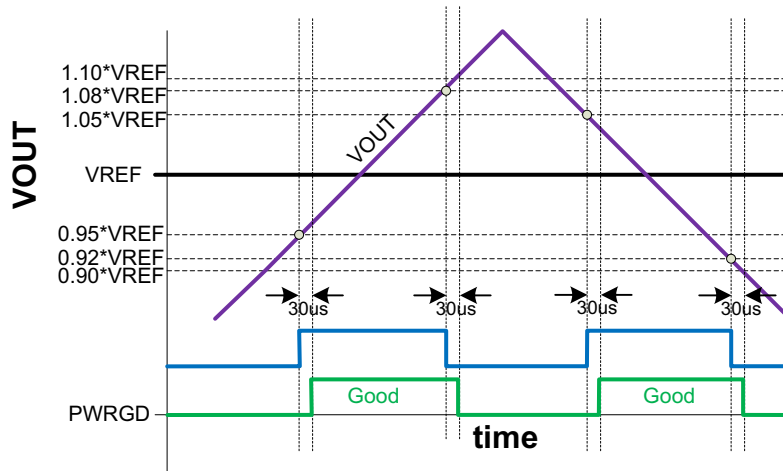 1.10*VREF
1.08*VREF
1.05*VREF
VOUT
VOUT
VREF
0.95*VREF
0.92*VREF
0.90*VREF
30us
30us
30us
30us
Good
Good
PWRGD
time